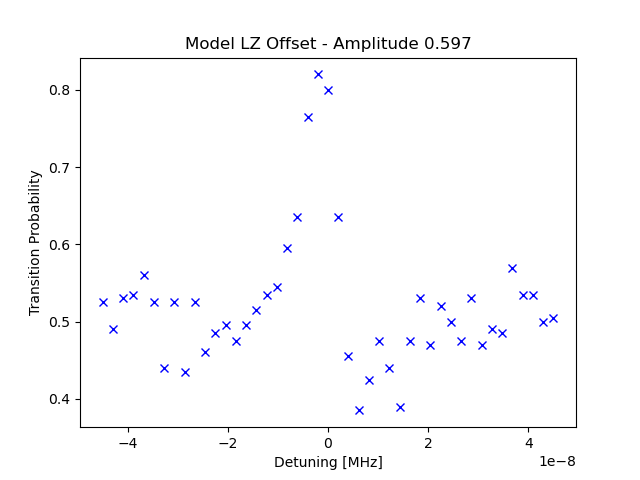 Model LZ Offset - Amplitude 0.597
0.8
0.7
0.6
0.5
0.4
Transition Probability
−4
−2
0
2
4
1e−8
Detuning [MHz]